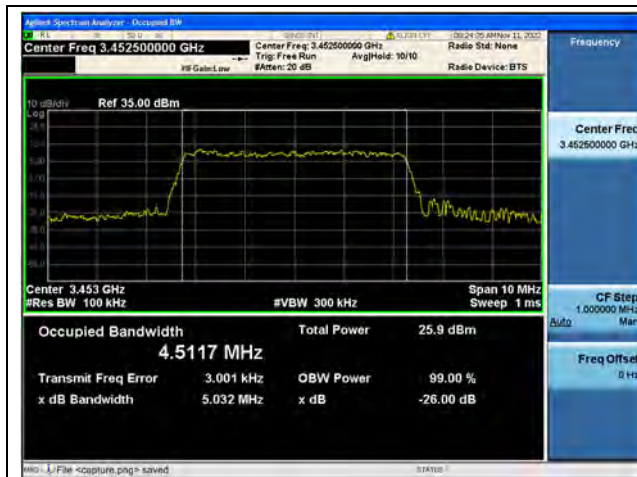 Agilent Spectrum Analyzer - Occupied BW
Center Freq 3.452500000 GHz
Center Freq: 3.452500000 GHz
Trig: Free Run
Avg|Hold: 10/10
#IFGain:Low
#Atten: 20 dB
Radio Std: None
Radio Device: BTS
10 dB/div
Ref 35.00 dBm
Log
Center 3.453 GHz
Span 10 MHz
#Res BW 100 kHz
#VBW 300 kHz
Sweep 1 ms
Occupied Bandwidth
4.5117 MHz
Total Power
25.9 dBm
Transmit Freq Error
3.001 kHz
OBW Power
99.00 %
x dB Bandwidth
5.032 MHz
x dB
-26.00 dB
Frequency
Center Freq
3.452500000 GHz
CF Step
1.000000 MHz
Auto
Man
Freq Offset
0 Hz
File <capture.png> saved
STATUS